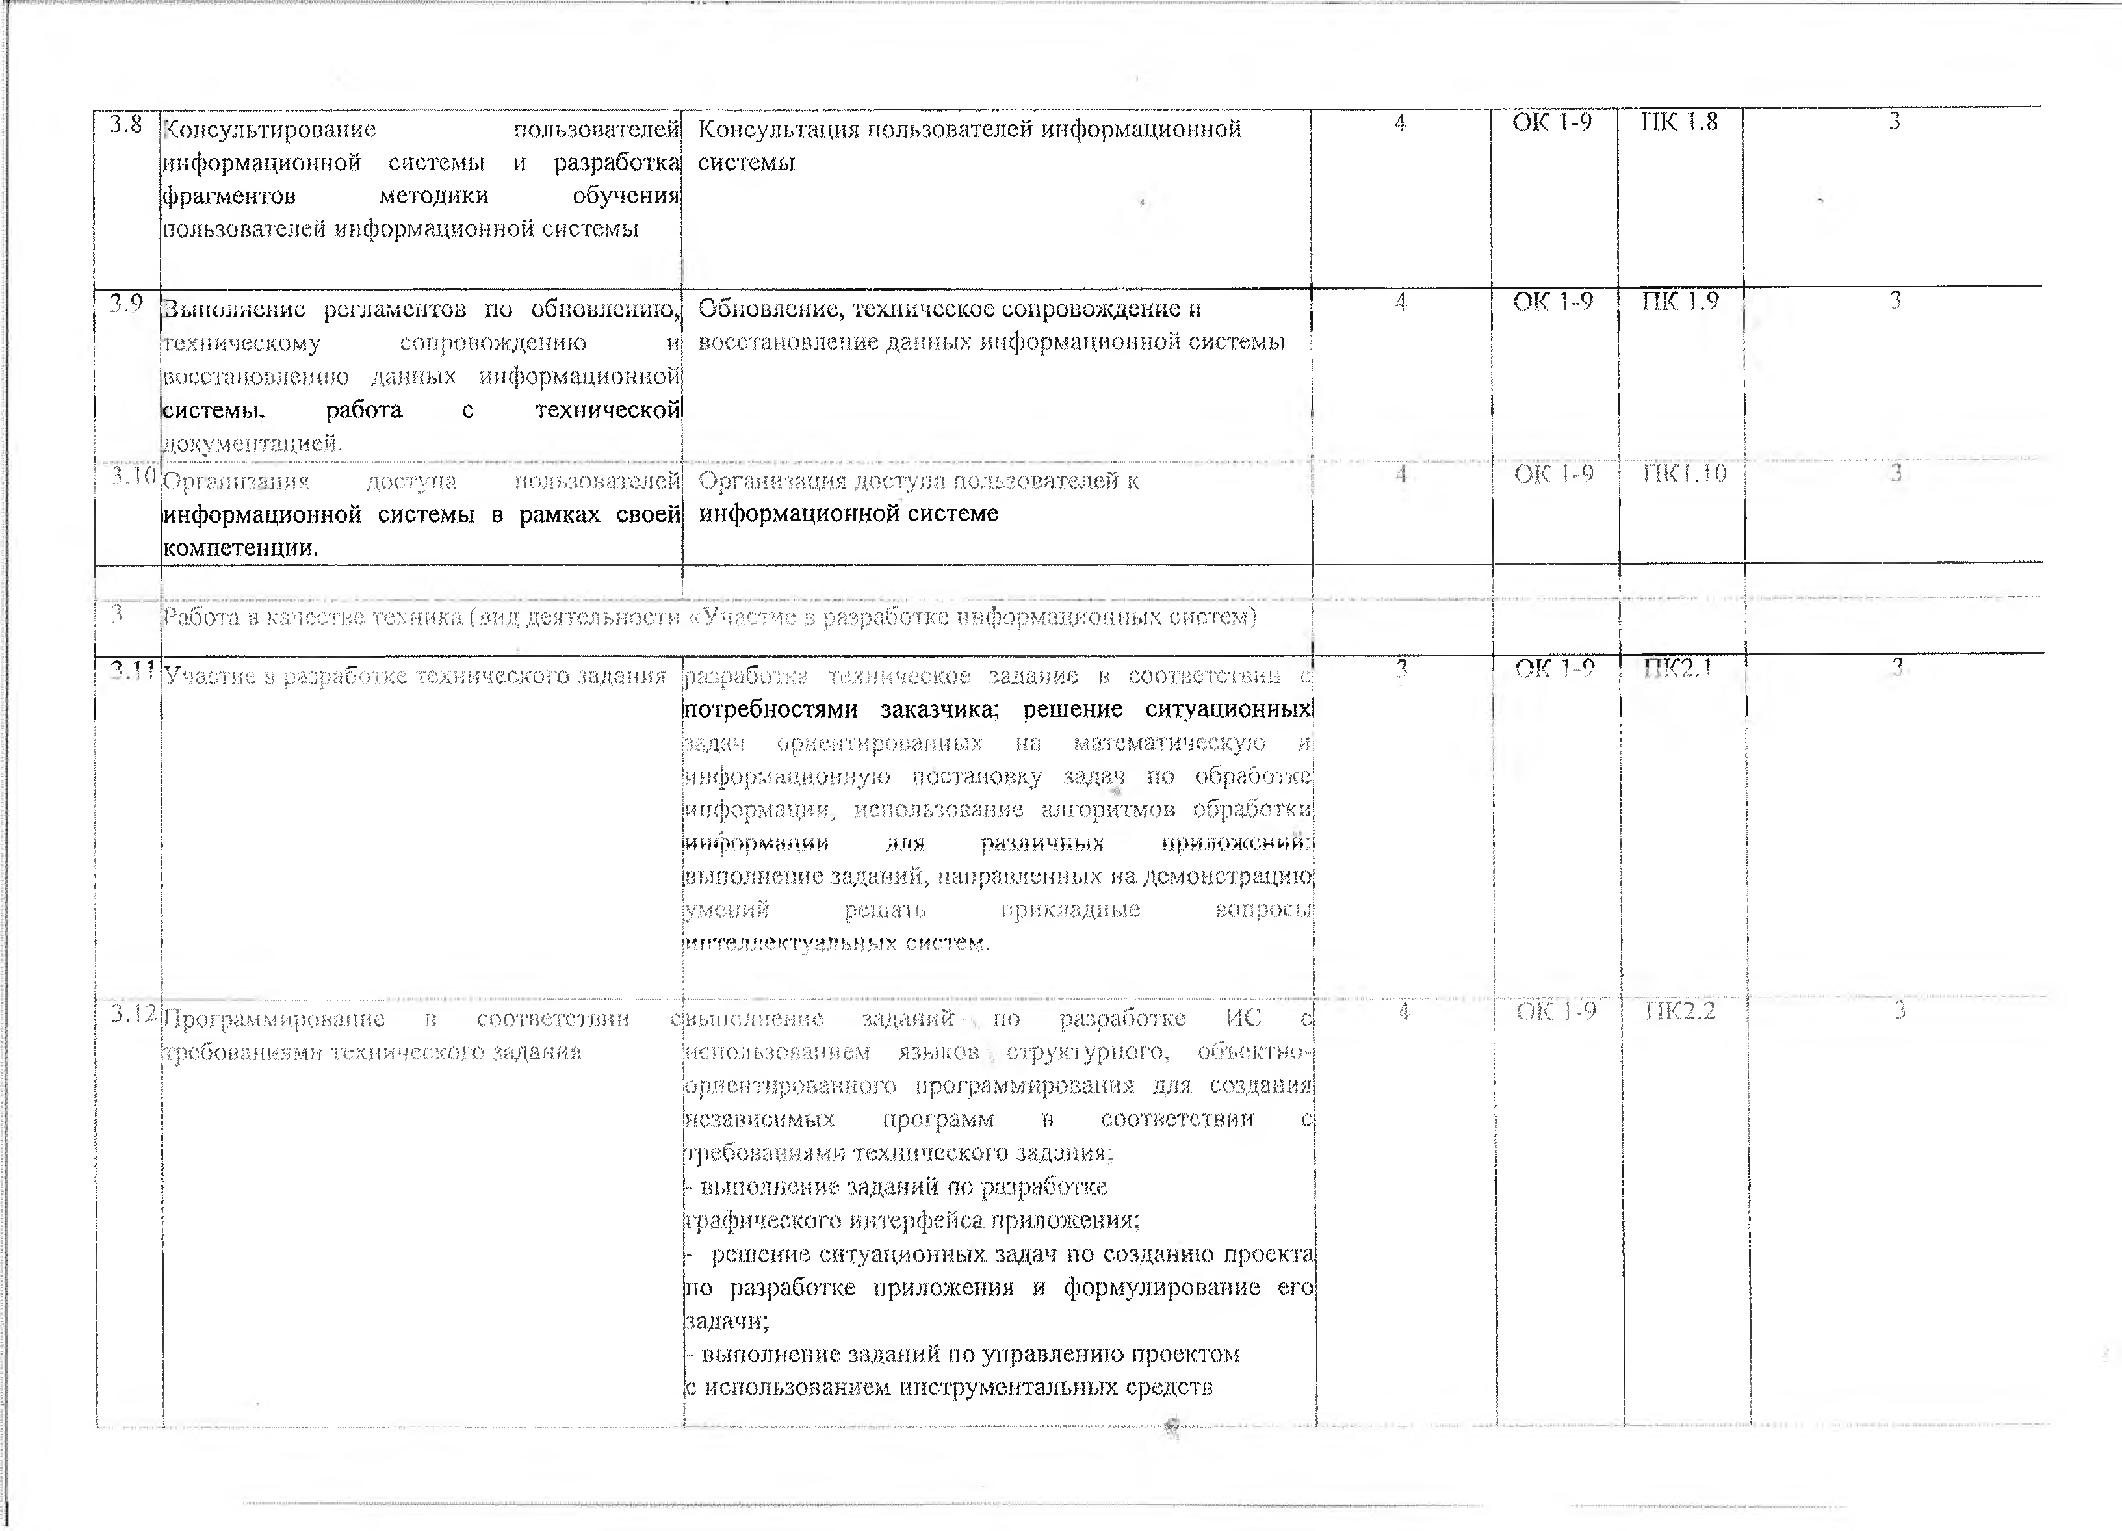 3.8 Консультирование пользователей информационной системы и разработка фрагментов методики обучения пользователей информационной системы
Консультация пользователей информационной системы
4 ОК 1-9 ПК 1.8 3
3.9 Выполнение регламентов по обновлению, техническому сопровождению и восстановлению данных информационной системы. работа с технической документацией.
Обновление, техническое сопровождение и восстановление данных информационной системы
4 ОК 1-9 ПК 1.9 3
3.10 Организация доступа пользователей информационной системы в рамках своей компетенции.
Организация доступа пользователей к информационной системе
4 ОК 1-9 ПК1.10 3
3 Работа в качестве техника (вид деятельности «Участие в разработке информационных систем)
3.11 Участие в разработке технического задания
разработка техническое задание в соответствии с
потребностями заказчика; решение ситуационных
задач ориентированных на математическую и
информационную постановку задач по обработке
информации, использование алгоритмов обработки
информации для различных приложений;
выполнение заданий, направленных на демонстрацию
умений решать прикладные вопросы
интеллектуальных систем.
3 ОК 1-9 ПК2.1 3
3.12 Программирование в соответствии с
требованиями технического задания
выполнение заданий по разработке ИС с
использованием языков структурного, объектно-
ориентированного программирования для создания
независимых программ в соответствии с
требованиями технического задания;
- выполнение заданий по разработке
графического интерфейса приложения;
- решение ситуационных задач по созданию проекта
по разработке приложения и формулирование его
задачи;
- выполнение заданий по управлению проектом
с использованием инструментальных средств
4 ОК 1-9 ПК2.2 3